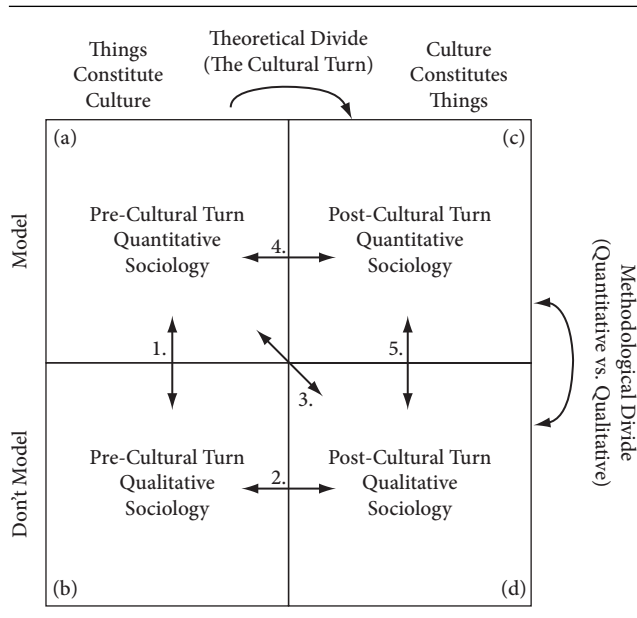 Things
Constitute
Culture
Theoretical Divide
(The Cultural Turn)
Culture
Constitutes
Things
(a)
(c)
Model
Pre-Cultural Turn
Quantitative
Sociology
4.
Post-Cultural Turn
Quantitative
Sociology
1.
5.
3.
Methodological Divide
(Quantitative vs. Qualitative)
Don't Model
Pre-Cultural Turn
Qualitative
Sociology
2.
Post-Cultural Turn
Qualitative
Sociology
(b)
(d)